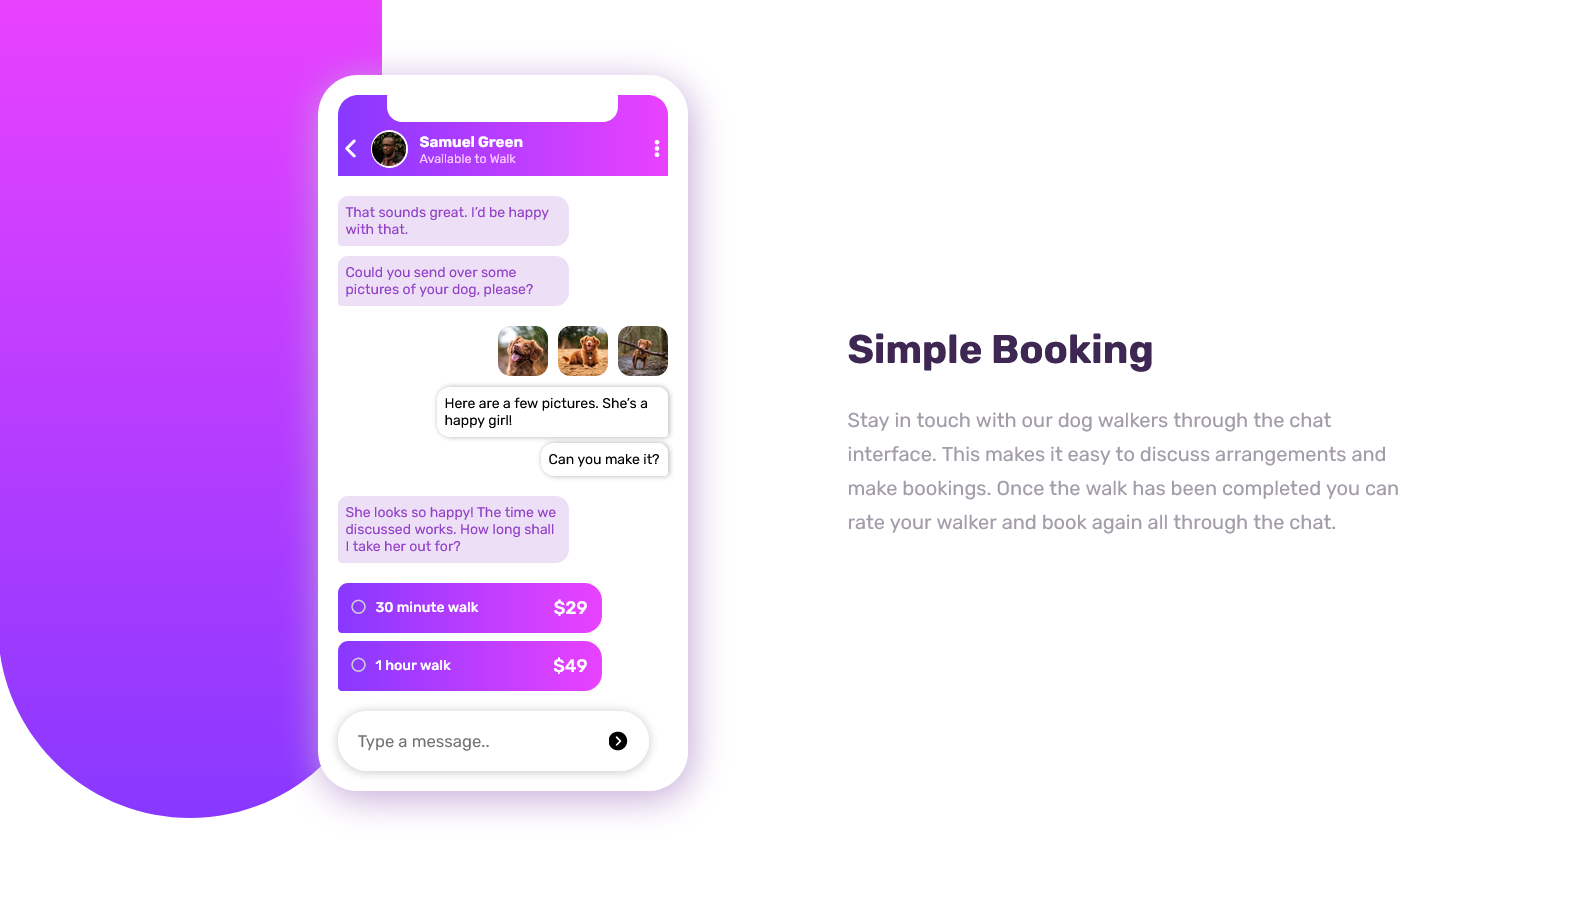 Samuel Green
Available to Walk
That sounds great. I’d be happy
with that.
Could you send over some
pictures of your dog, please?
Here are a few pictures. She’s a
happy girl!
Can you make it?
She looks so happy! The time we
discussed works. How long shall
I take her out for?
30 minute walk $29
1 hour walk $49
Type a message..
Simple Booking
Stay in touch with our dog walkers through the chat
interface. This makes it easy to discuss arrangements and
make bookings. Once the walk has been completed you can
rate your walker and book again all through the chat.